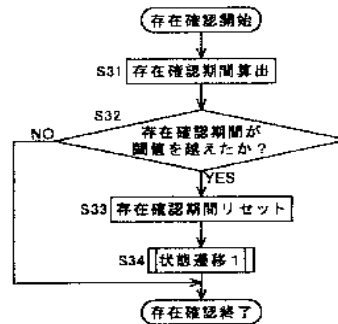 存在確認開始
S31 存在確認期間算出
S32
存在確認期間が
閾値を越えたか?
NO
YES
S33 存在確認期間リセット
S34 状態遷移1
存在確認終了